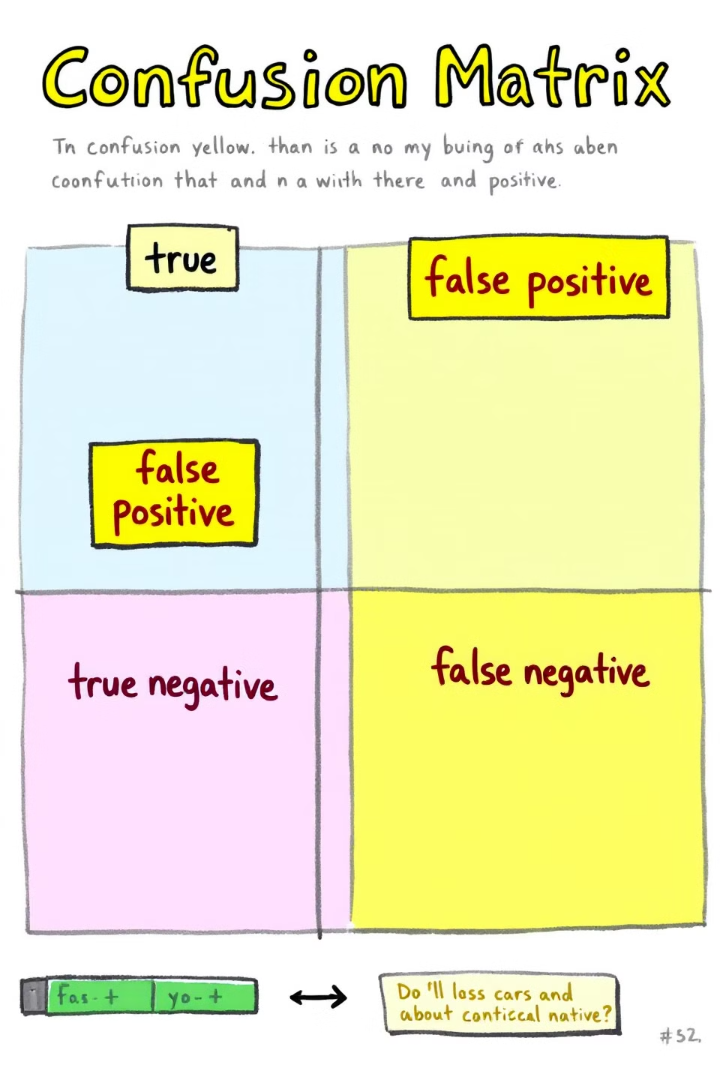 Confusion Matrix
Tn confusion yellow. than is a no my buing of ahs aben
coonfution that and n a wiith there and positive.
true
false positive
false
positive
true negative
false negative
fas-+ yo-+
Do 'll loss cars and
about conticcal native?
#52.